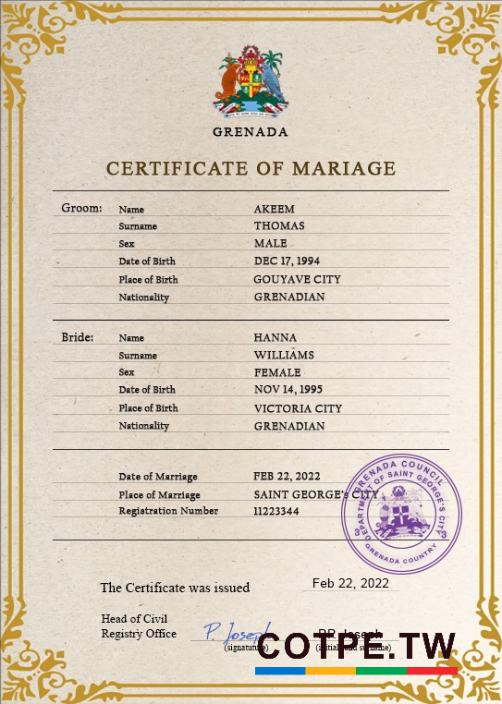 GRENADA
CERTIFICATE OF MARIAGE
Groom: Name AKEEM
Surname THOMAS
Sex MALE
Date of Birth DEC 17, 1994
Place of Birth GOUYAVE CITY
Nationality GRENADIAN
Bride: Name HANNA
Surname WILLIAMS
Sex FEMALE
Date of Birth NOV 14, 1995
Place of Birth VICTORIA CITY
Nationality GRENADIAN
Date of Marriage FEB 22, 2022
Place of Marriage SAINT GEORGE's CITY
Registration Number 11223344
GRENADA COUNCIL
DEPARTMENT OF SAINT GEORGE'S CITY
3 3
GRENADA COUNTRY
The Certificate was issued Feb 22, 2022
Head of Civil
Registry Office P. Joseph Joseph
(signature)
COTPE.TW